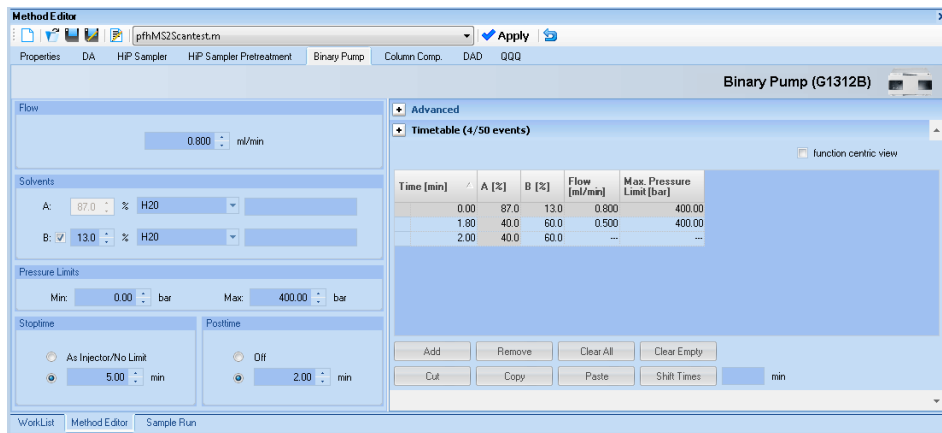 Method Editor
pfhMS2Scantest.m Apply
Properties DA HiP Sampler HiP Sampler Pretreatment Binary Pump Column Comp. DAD QQQ
Binary Pump (G1312B)
Flow
0.800 ml/min
Solvents
A: 87.0 % H20
B: 13.0 % H20
Pressure Limits
Min: 0.00 bar Max: 400.00 bar
Stoptime
As Injector/No Limit
5.00 min
Posttime
Off
2.00 min
+ Advanced
+ Timetable (4/50 events)
function centric view
Time [min] A [%] B [%] Flow [ml/min] Max. Pressure Limit [bar]
0.00 87.0 13.0 0.800 400.00
1.80 40.0 60.0 0.500 400.00
2.00 40.0 60.0 --- ---
Add Remove Clear All Clear Empty
Cut Copy Paste Shift Times min
WorkList Method Editor Sample Run